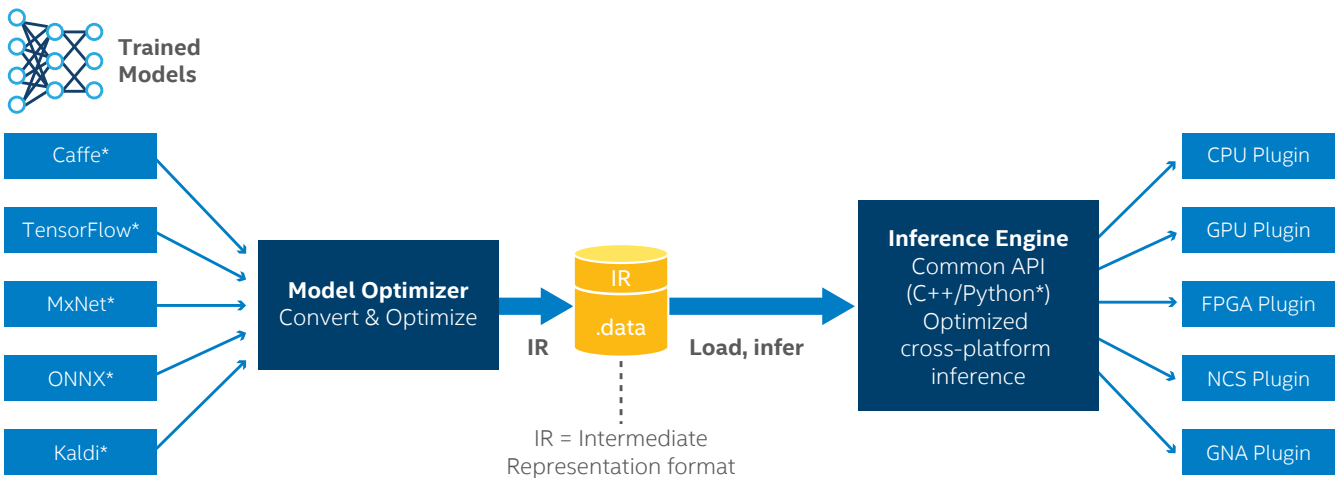 Trained
Models
Caffe*
TensorFlow*
MxNet*
ONNX*
Kaldi*
Model Optimizer
Convert & Optimize
IR
IR
.data
IR = Intermediate
Representation format
Load, infer
Inference Engine
Common API
(C++/Python*)
Optimized
cross-platform
inference
CPU Plugin
GPU Plugin
FPGA Plugin
NCS Plugin
GNA Plugin